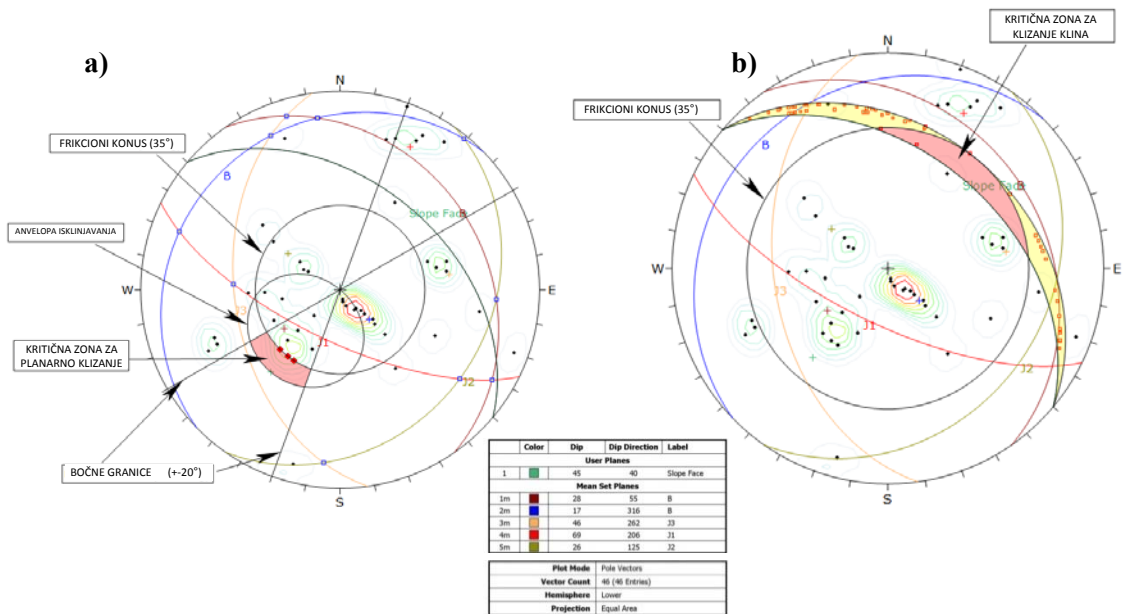 a)
N
FRIKCIONI KONUS (35°)
B
Slope Face
B
ANVELOPA ISKLINJAVANJA
W
E
J3
KRITIČNA ZONA ZA
PLANARNO KLIZANJE
J1
J2
BOČNE GRANICE (+-20°)
S
b)
KRITIČNA ZONA ZA
KLIZANJE KLINA
N
FRIKCIONI KONUS (35°)
B
Slope Face
B
W
E
J3
J1
J2
S
Color Dip Dip Direction Label
User Planes
1 45 40 Slope Face
Mean Set Planes
1m 28 55 B
2m 17 316 B
3m 46 262 J3
4m 69 206 J1
5m 26 125 J2
Plot Mode Pole Vectors
Vector Count 46 (46 Entries)
Hemisphere Lower
Projection Equal Area